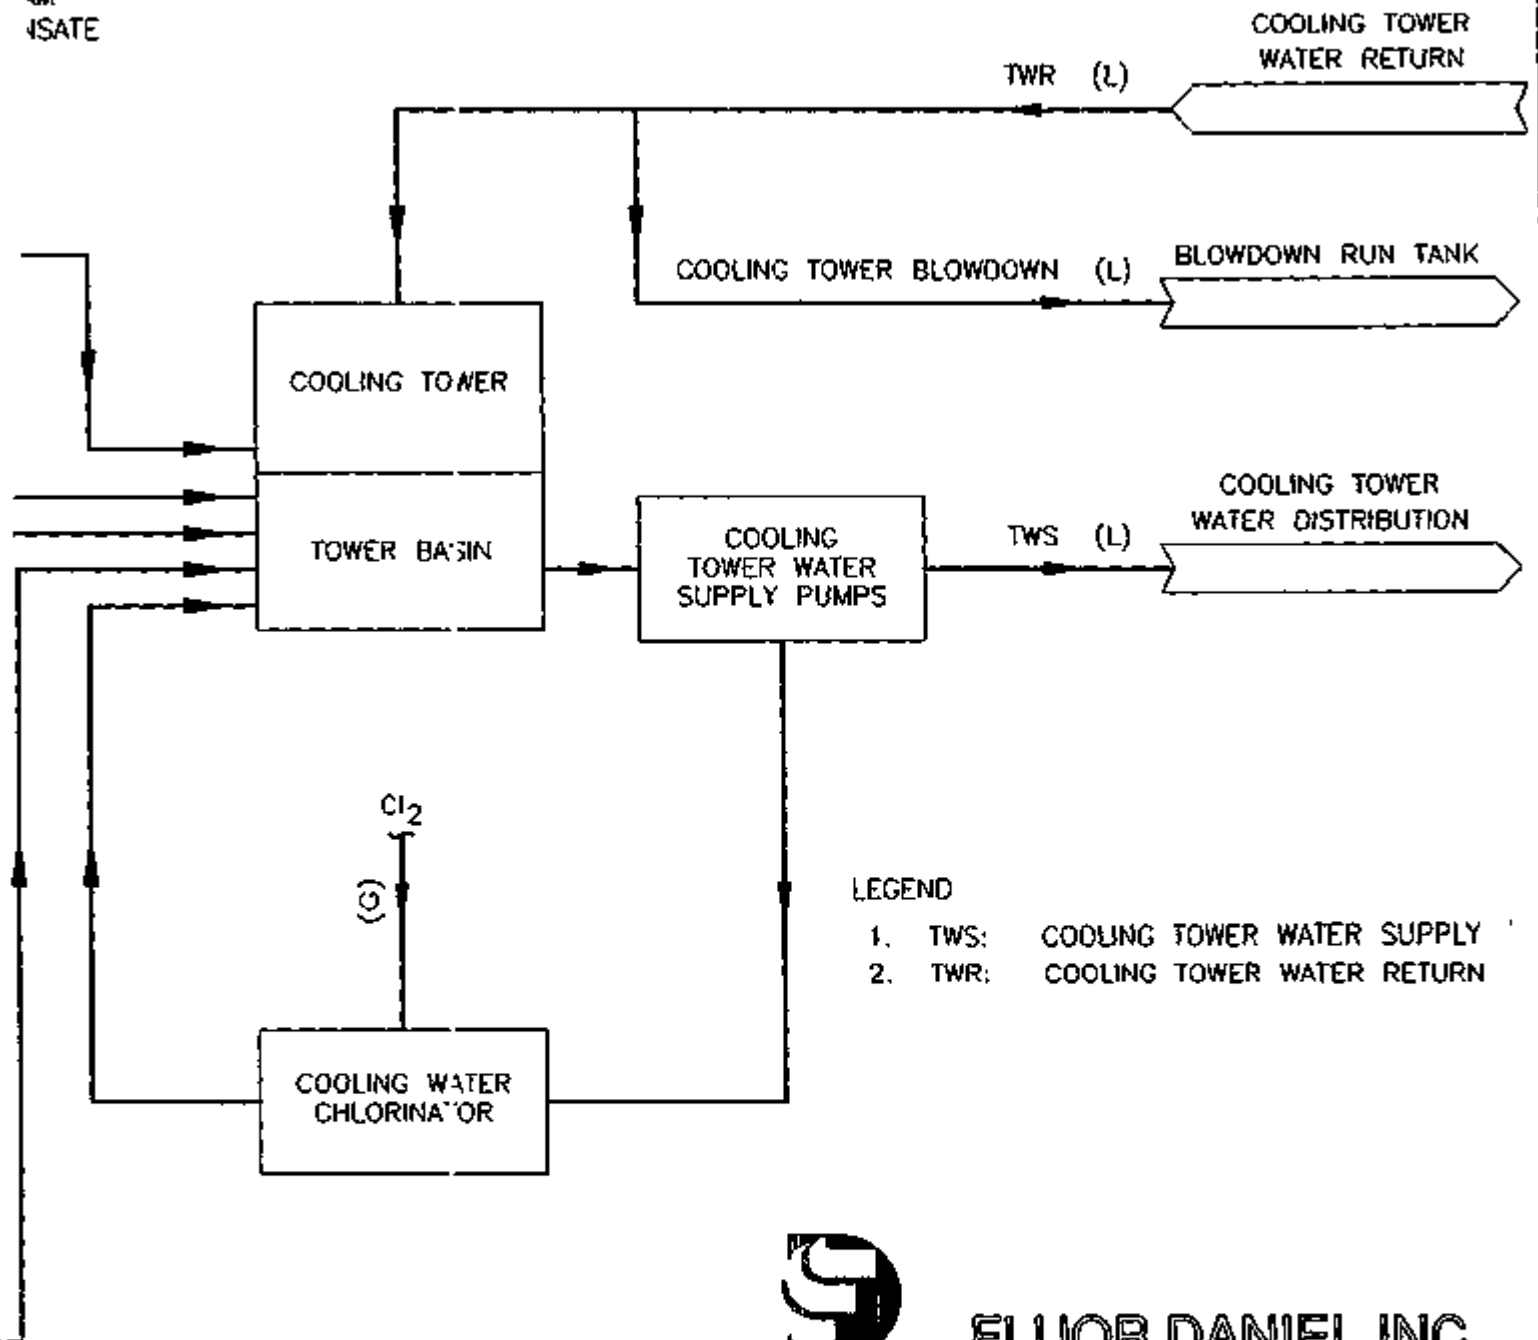 COOLING TOWER
WATER RETURN
TWR (L)
COOLING TOWER BLOWDOWN (L)
BLOWDOWN RUN TANK
COOLING TOWER
COOLING TOWER
WATER DISTRIBUTION
TOWER BASIN
COOLING
TOWER WATER
SUPPLY PUMPS
TWS (L)
Cl2
(G)
LEGEND
1. TWS: COOLING TOWER WATER SUPPLY
2. TWR: COOLING TOWER WATER RETURN
COOLING WATER
CHLORINATOR
FLUOR DANIEL, INC.